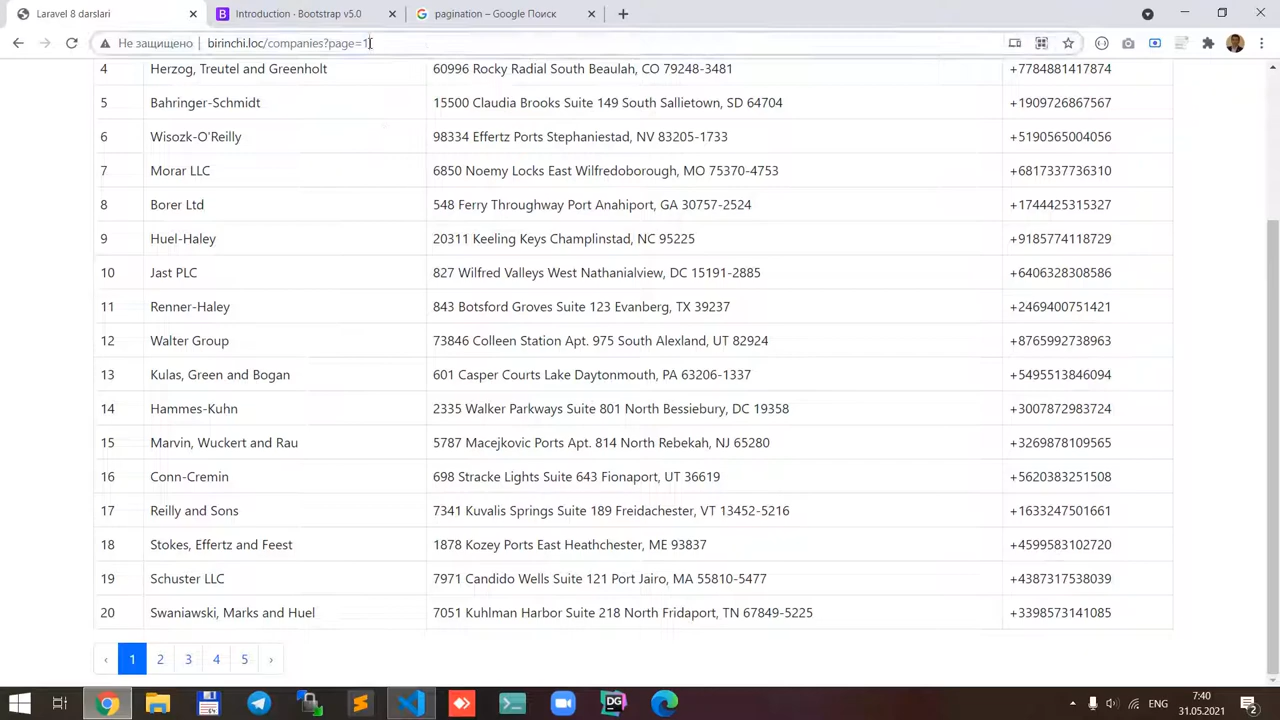 Laravel 8 darslari
Introduction · Bootstrap v5.0
pagination – Google Поиск
Не защищено
birinchi.loc/companies?page=1
4 Herzog, Treutel and Greenholt 60996 Rocky Radial South Beaulah, CO 79248-3481 +7784881417874
5 Bahringer-Schmidt 15500 Claudia Brooks Suite 149 South Sallietown, SD 64704 +1909726867567
6 Wisozk-O'Reilly 98334 Effertz Ports Stephaniestad, NV 83205-1733 +5190565004056
7 Morar LLC 6850 Noemy Locks East Wilfredoborough, MO 75370-4753 +6817337736310
8 Borer Ltd 548 Ferry Throughway Port Anahiport, GA 30757-2524 +1744425315327
9 Huel-Haley 20311 Keeling Keys Champlinstad, NC 95225 +9185774118729
10 Jast PLC 827 Wilfred Valleys West Nathanialview, DC 15191-2885 +6406328308586
11 Renner-Haley 843 Botsford Groves Suite 123 Evanberg, TX 39237 +2469400751421
12 Walter Group 73846 Colleen Station Apt. 975 South Alexland, UT 82924 +8765992738963
13 Kulas, Green and Bogan 601 Casper Courts Lake Daytonmouth, PA 63206-1337 +5495513846094
14 Hammes-Kuhn 2335 Walker Parkways Suite 801 North Bessiebury, DC 19358 +3007872983724
15 Marvin, Wuckert and Rau 5787 Macejkovic Ports Apt. 814 North Rebekah, NJ 65280 +3269878109565
16 Conn-Cremin 698 Stracke Lights Suite 643 Fionaport, UT 36619 +5620383251508
17 Reilly and Sons 7341 Kuvalis Springs Suite 189 Freidachester, VT 13452-5216 +1633247501661
18 Stokes, Effertz and Feest 1878 Kozey Ports East Heathchester, ME 93837 +4599583102720
19 Schuster LLC 7971 Candido Wells Suite 121 Port Jairo, MA 55810-5477 +4387317538039
20 Swaniawski, Marks and Huel 7051 Kuhlman Harbor Suite 218 North Fridaport, TN 67849-5225 +3398573141085
‹ 1 2 3 4 5 ›
DG
ENG
7:40
31.05.2021
2